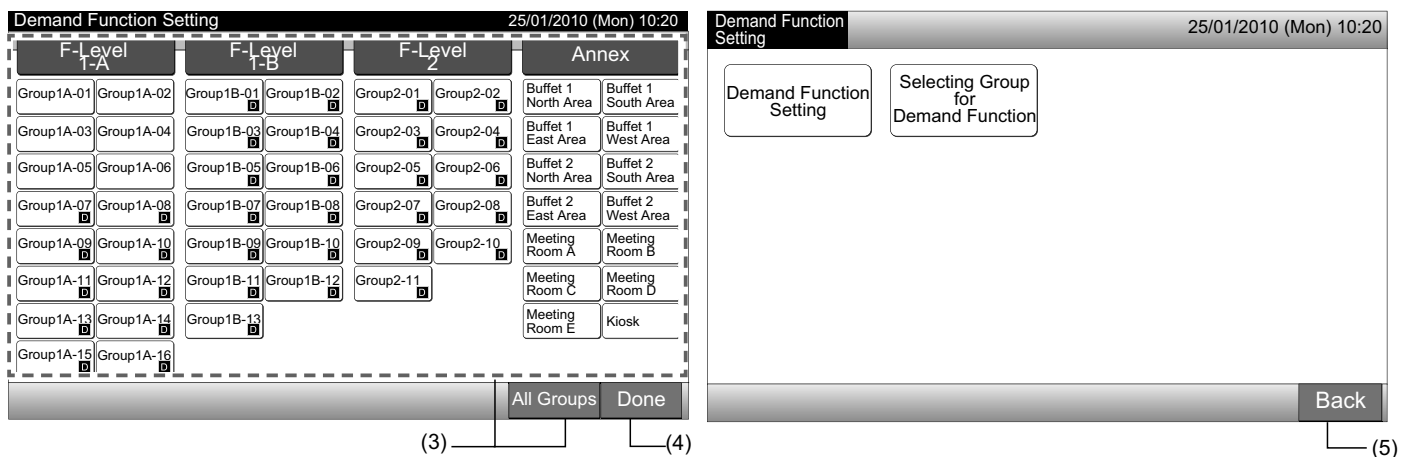 Demand Function Setting 25/01/2010 (Mon) 10:20
F-Level F-Level F-Level Annex
1-A 1-B 2
Group1A-01 Group1A-02 Group1B-01 D Group1B-02 D Group2-01 D Group2-02 D Buffet 1 North Area Buffet 1 South Area
Group1A-03 Group1A-04 Group1B-03 D Group1B-04 D Group2-03 D Group2-04 D Buffet 1 East Area Buffet 1 West Area
Group1A-05 Group1A-06 Group1B-05 D Group1B-06 D Group2-05 D Group2-06 D Buffet 2 North Area Buffet 2 South Area
Group1A-07 D Group1A-08 D Group1B-07 D Group1B-08 D Group2-07 D Group2-08 D Buffet 2 East Area Buffet 2 West Area
Group1A-09 D Group1A-10 D Group1B-09 D Group1B-10 D Group2-09 D Group2-10 D Meeting Room A Meeting Room B
Group1A-11 D Group1A-12 D Group1B-11 D Group1B-12 D Group2-11 D Meeting Room C Meeting Room D
Group1A-13 D Group1A-14 D Group1B-13 D Meeting Room E Kiosk
Group1A-15 D Group1A-16 D
All Groups Done
(3) (4)
Demand Function
Setting
25/01/2010 (Mon) 10:20
Demand Function
Setting
Selecting Group
for
Demand Function
Back
(5)